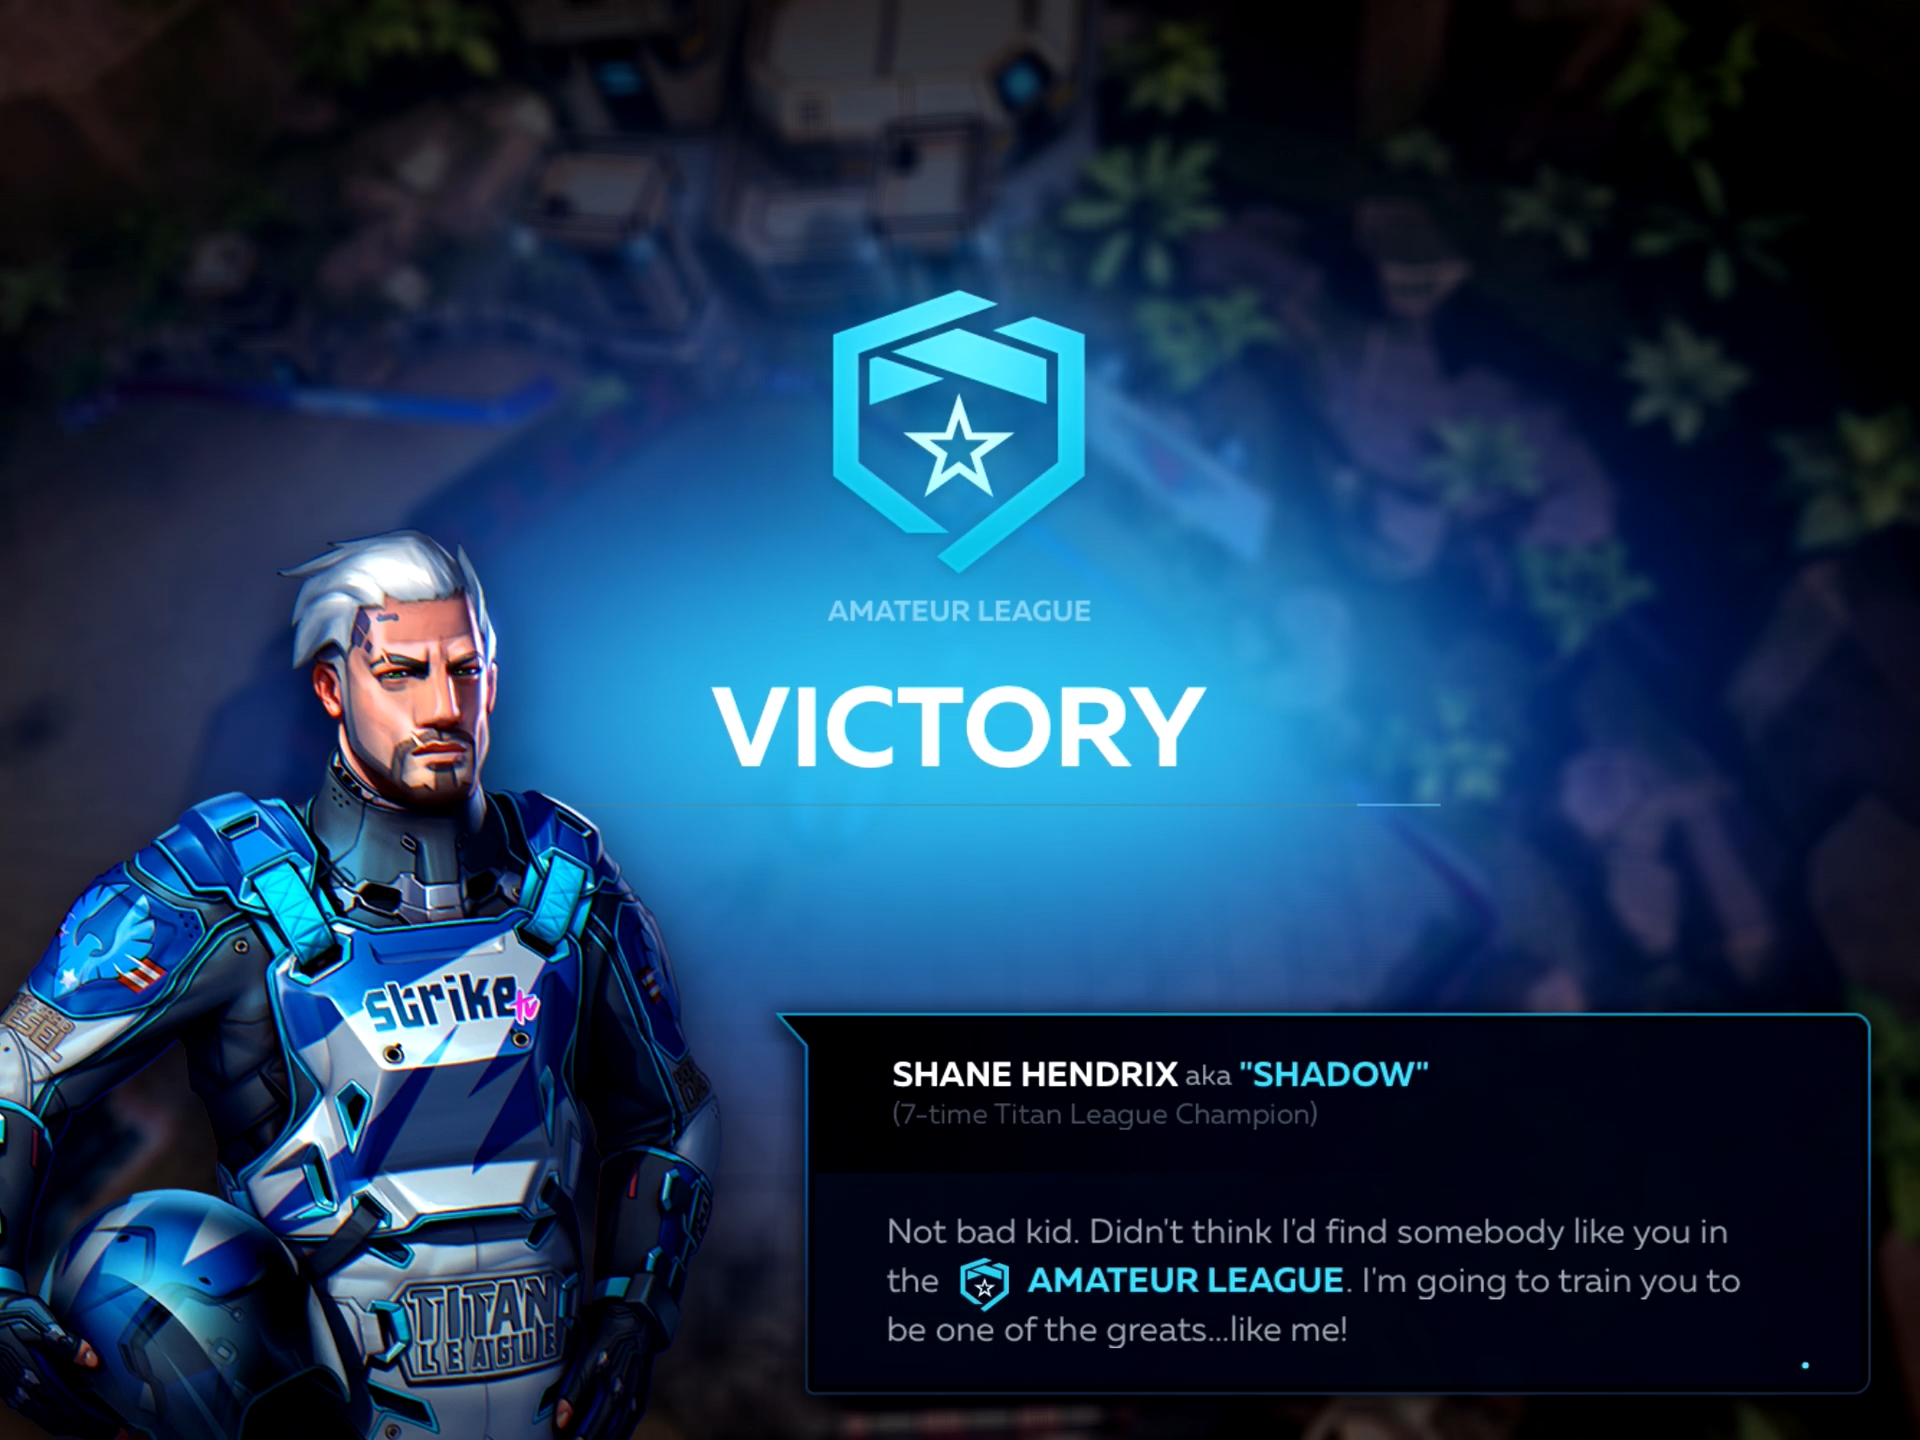 AMATEUR LEAGUE
VICTORY
strike tv
TITAN
LEAGUE
SHANE HENDRIX aka "SHADOW"
(7-time Titan League Champion)
Not bad kid. Didn't think I'd find somebody like you in
the AMATEUR LEAGUE. I'm going to train you to
be one of the greats...like me!